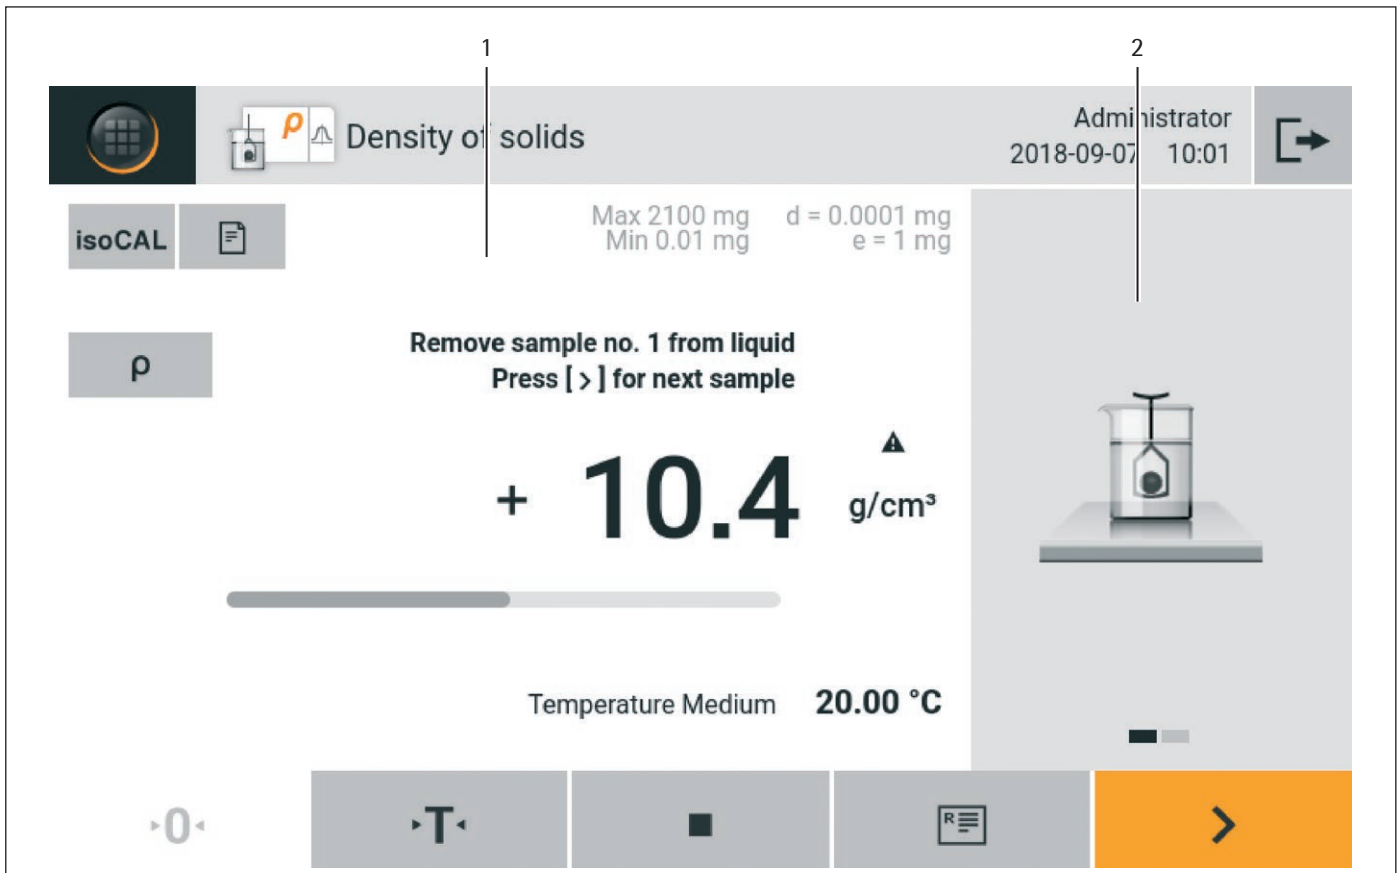 1
2
ρ
Density of solids
Administrator
2018-09-07 10:01
isoCAL
Max 2100 mg d = 0.0001 mg
Min 0.01 mg e = 1 mg
ρ
Remove sample no. 1 from liquid
Press [ > ] for next sample
+ 10.4 g/cm³
Temperature Medium 20.00 °C
0
T
R
>